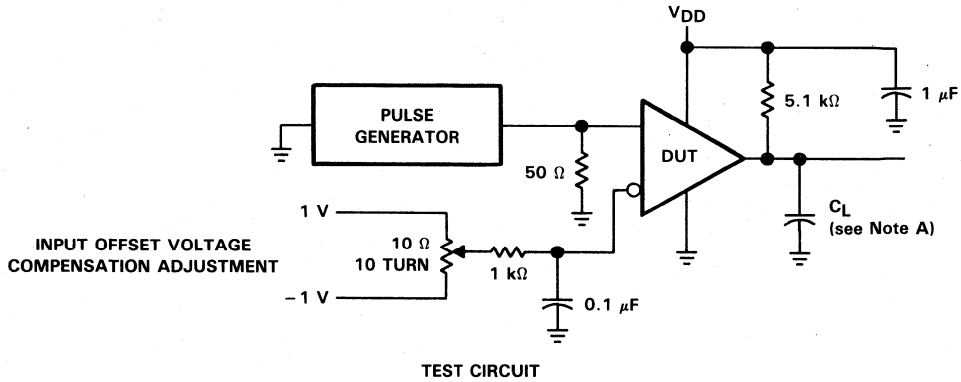 VDD
5.1 kΩ
1 µF
PULSE
GENERATOR
DUT
50 Ω
CL
(see Note A)
1 V
INPUT OFFSET VOLTAGE
COMPENSATION ADJUSTMENT
10 Ω
10 TURN
1 kΩ
−1 V
0.1 µF
TEST CIRCUIT